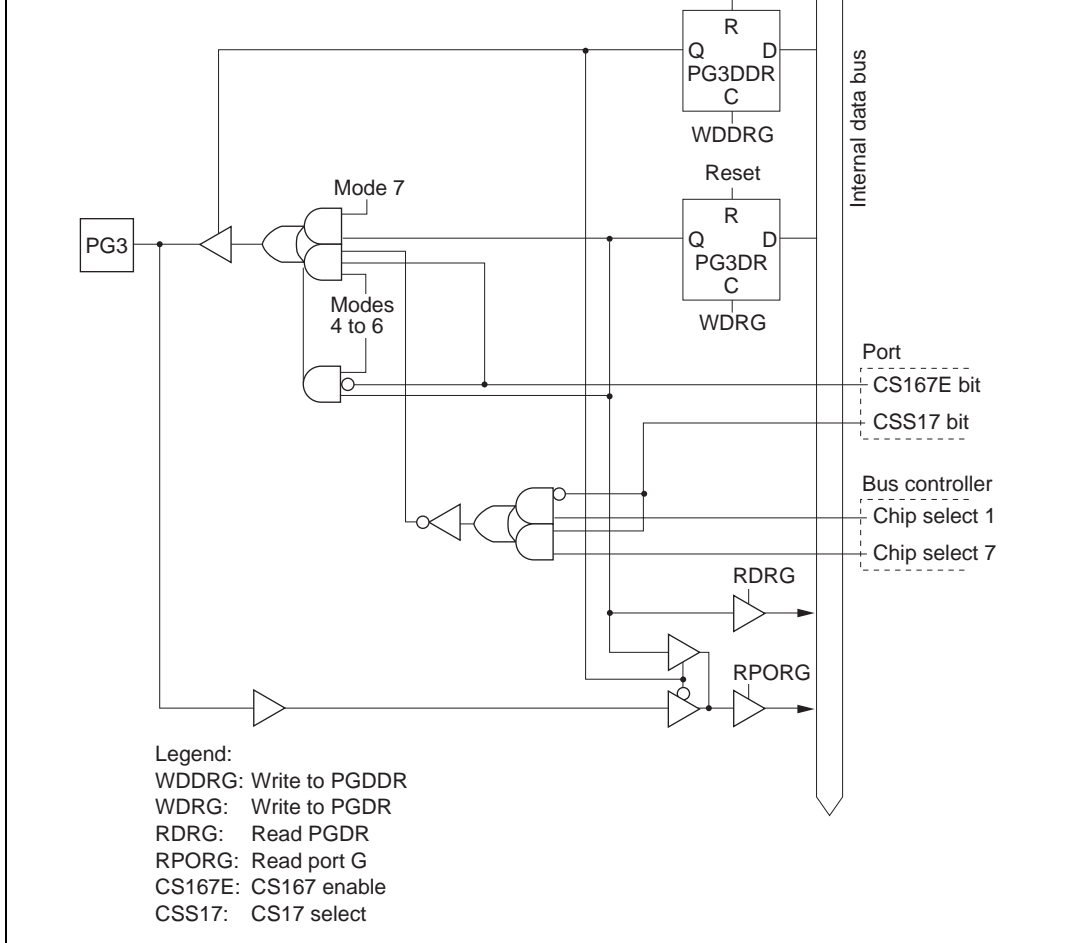 R
Q D
PG3DDR
C
WDDRG
Internal data bus
Reset
Mode 7
R
PG3
Q D
PG3DR
C
WDRG
Modes
4 to 6
Port
CS167E bit
CSS17 bit
Bus controller
Chip select 1
Chip select 7
RDRG
RPORG
Legend:
WDDRG: Write to PGDDR
WDRG: Write to PGDR
RDRG: Read PGDR
RPORG: Read port G
CS167E: CS167 enable
CSS17: CS17 select